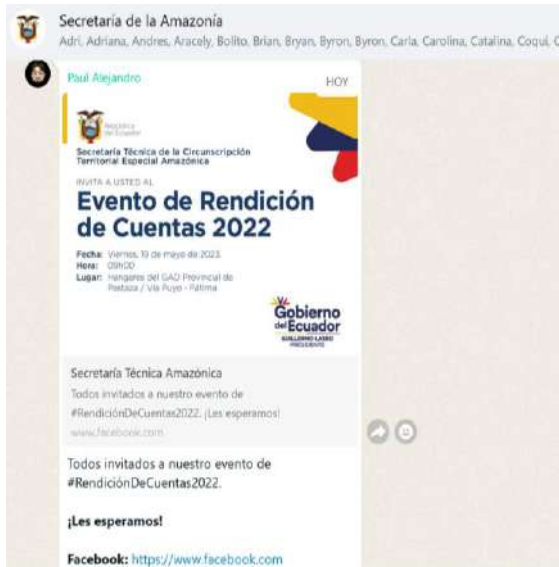 Secretaría de la Amazonía
Adri, Adriana, Andres, Aracely, Bolito, Brian, Bryan, Byron, Byron, Carla, Carolina, Catalina, Coqui, C
Paul Alejandro
HOY
República
del Ecuador
Secretaría Técnica de la Circunscripción
Territorial Especial Amazónica
INVITA A USTED AL
Evento de Rendición
de Cuentas 2022
Fecha: Viernes, 19 de mayo de 2023.
Hora: 09h00
Lugar: Hangares del GAD Provincial de
Pastaza / Vía Puyo - Fátima
Gobierno
del Ecuador
GUILLERMO LASSO
PRESIDENTE
Secretaría Técnica Amazónica
Todos invitados a nuestro evento de
#RendiciónDeCuentas2022. ¡Les esperamos!
www.facebook.com
Todos invitados a nuestro evento de
#RendiciónDeCuentas2022.
¡Les esperamos!
Facebook: https://www.facebook.com